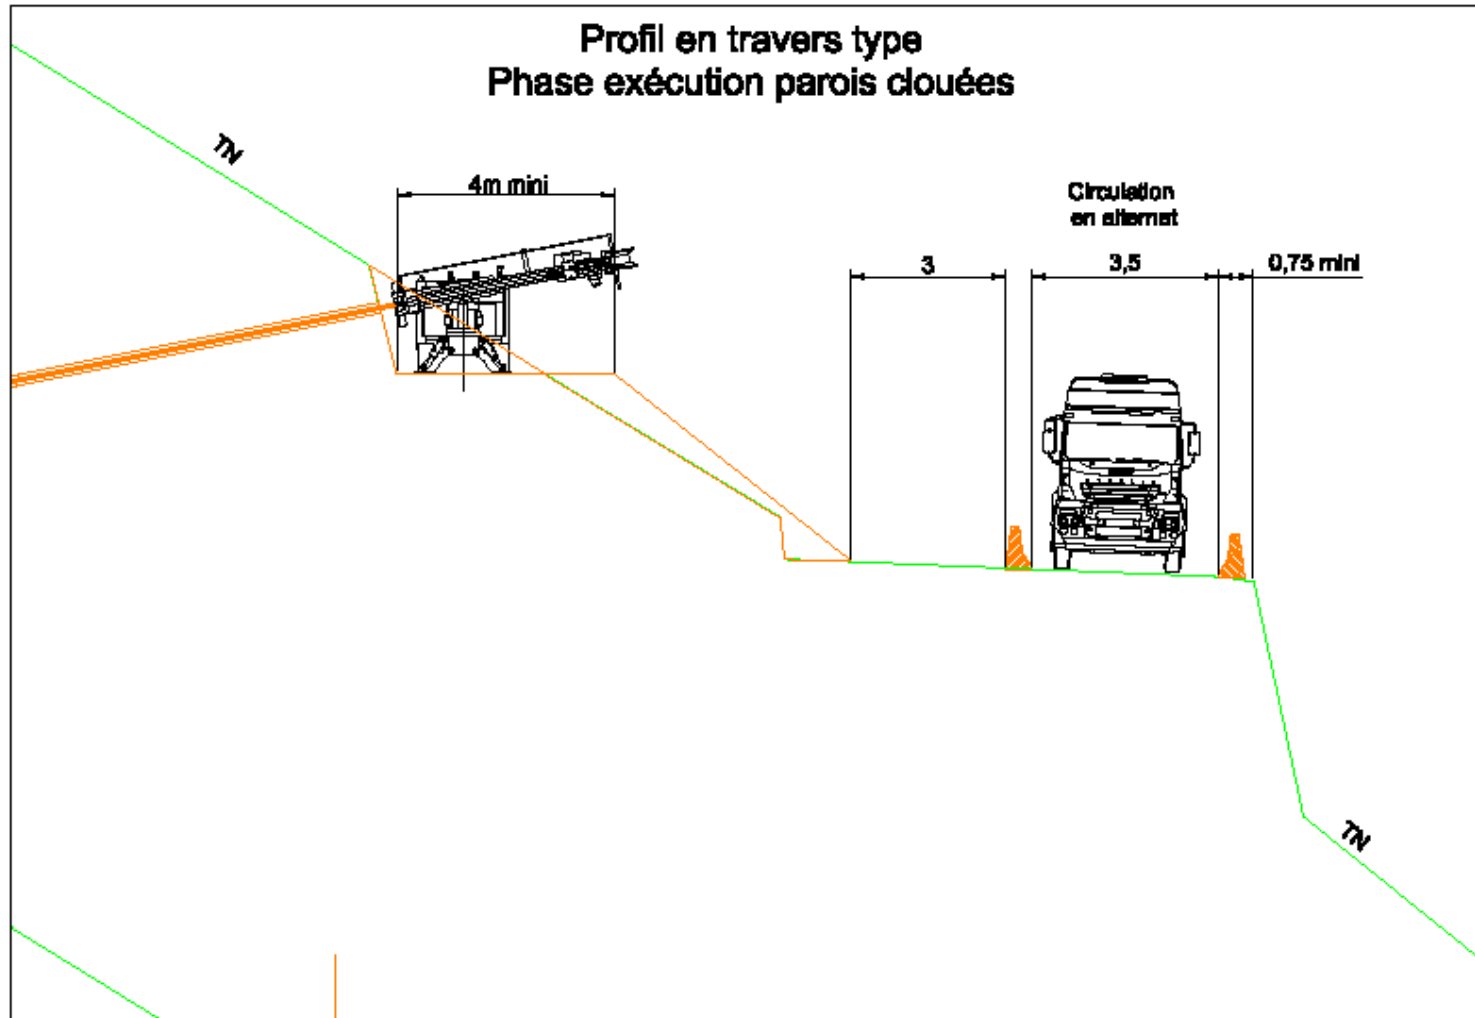 Profil en travers type
Phase exécution parois clouées
TN
4m mini
Circulation
en alternat
3
3,5
0,75 mini
TN